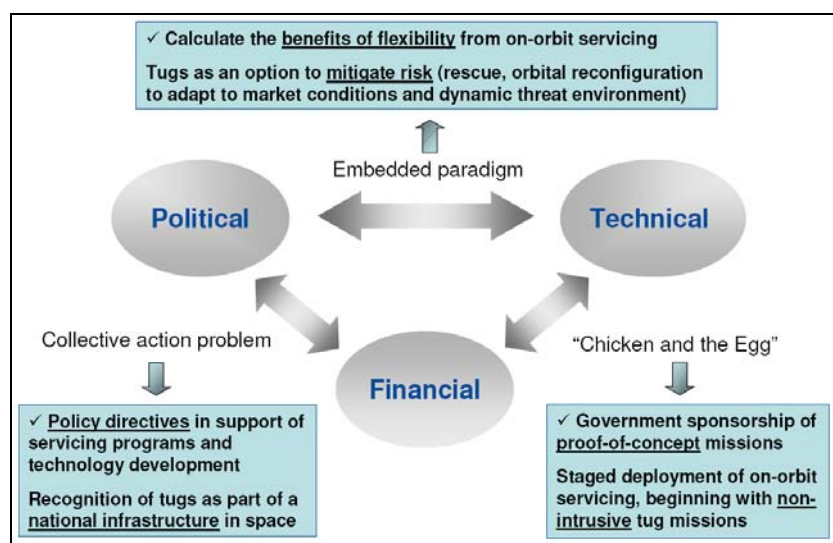 ✓ Calculate the benefits of flexibility from on-orbit servicing
Tugs as an option to mitigate risk (rescue, orbital reconfiguration
to adapt to market conditions and dynamic threat environment)
Embedded paradigm
Political
Technical
Collective action problem
"Chicken and the Egg"
Financial
✓ Policy directives in support of
servicing programs and
technology development
Recognition of tugs as part of a
national infrastructure in space
✓ Government sponsorship of
proof-of-concept missions
Staged deployment of on-orbit
servicing, beginning with non-
intrusive tug missions